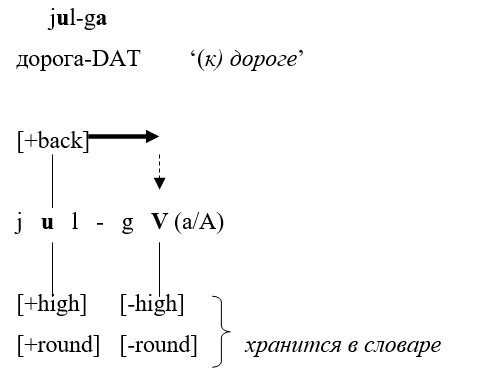 jul-ga
дорога-DAT ‘(к) дороге’
[+back]
j u l - g V (a/A)
[+high] [-high]
[+round] [-round] хранится в словаре